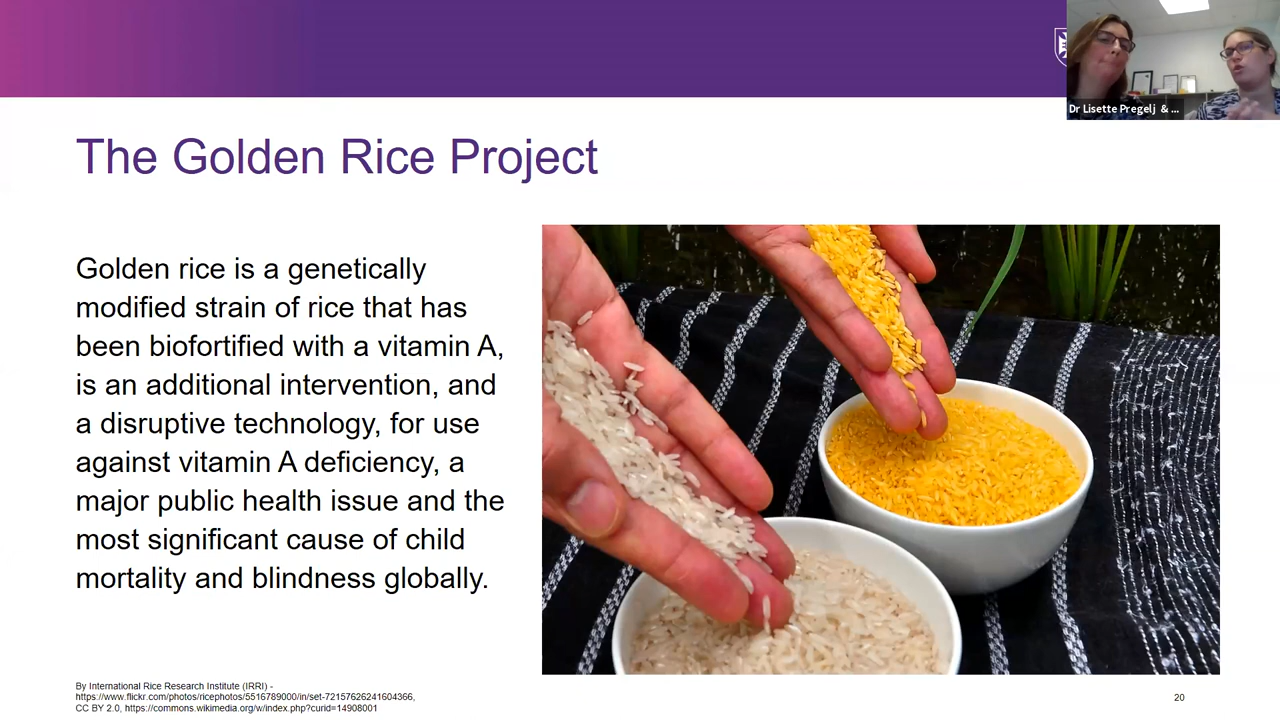 Dr Lisette Pregelj & ...
The Golden Rice Project
Golden rice is a genetically
modified strain of rice that has
been biofortified with a vitamin A,
is an additional intervention, and
a disruptive technology, for use
against vitamin A deficiency, a
major public health issue and the
most significant cause of child
mortality and blindness globally.
By International Rice Research Institute (IRRI) -
https://www.flickr.com/photos/ricephotos/5516789000/in/set-72157626241604366,
CC BY 2.0, https://commons.wikimedia.org/w/index.php?curid=14908001
20